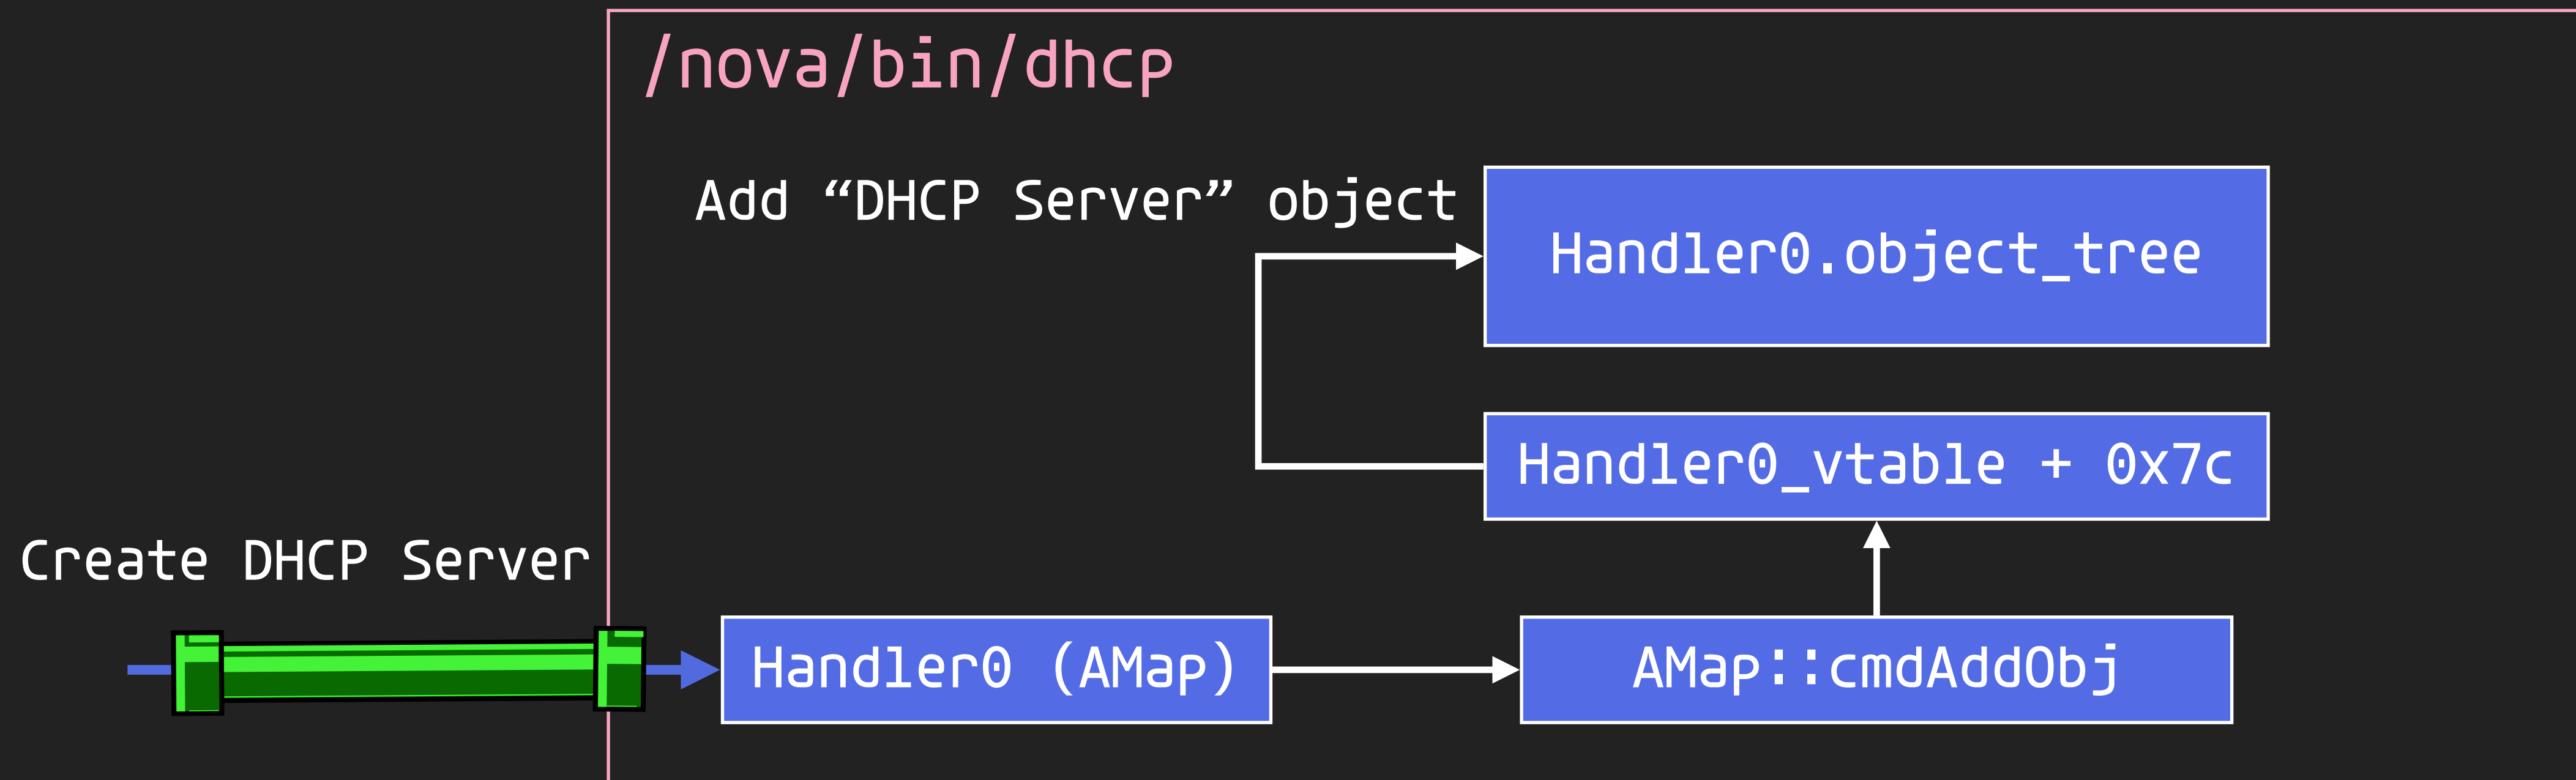 /nova/bin/dhcp
Add “DHCP Server” object
Handler0.object_tree
Handler0_vtable + 0x7c
Create DHCP Server
Handler0 (AMap)
AMap::cmdAddObj